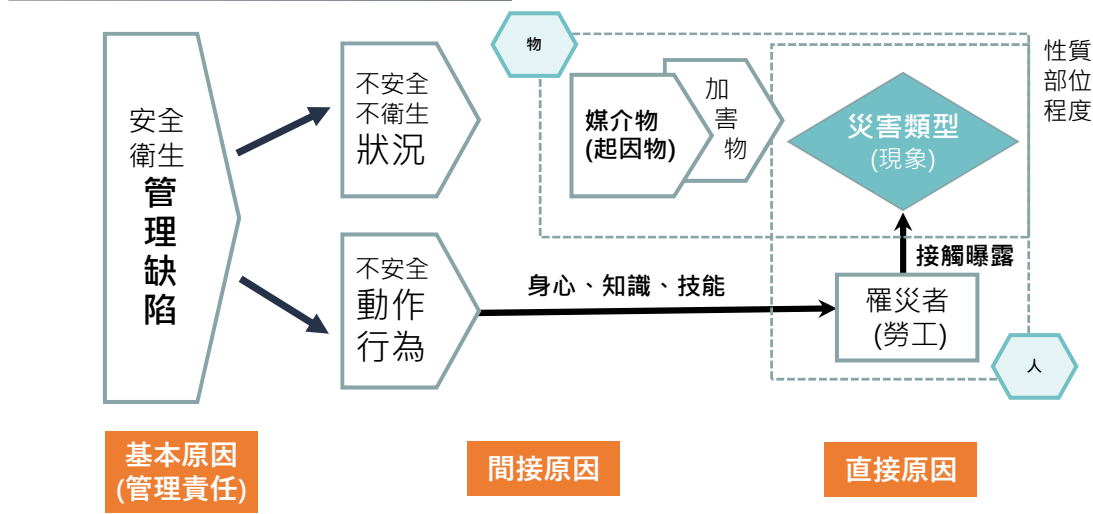 安全
衛生
管
理
缺
陷
不安全
不衛生
狀況
不安全
動作
行為
物
媒介物
(起因物)
加
害
物
災害類型
(現象)
性質
部位
程度
接觸曝露
身心、知識、技能
罹災者
(勞工)
人
基本原因
(管理責任)
間接原因
直接原因